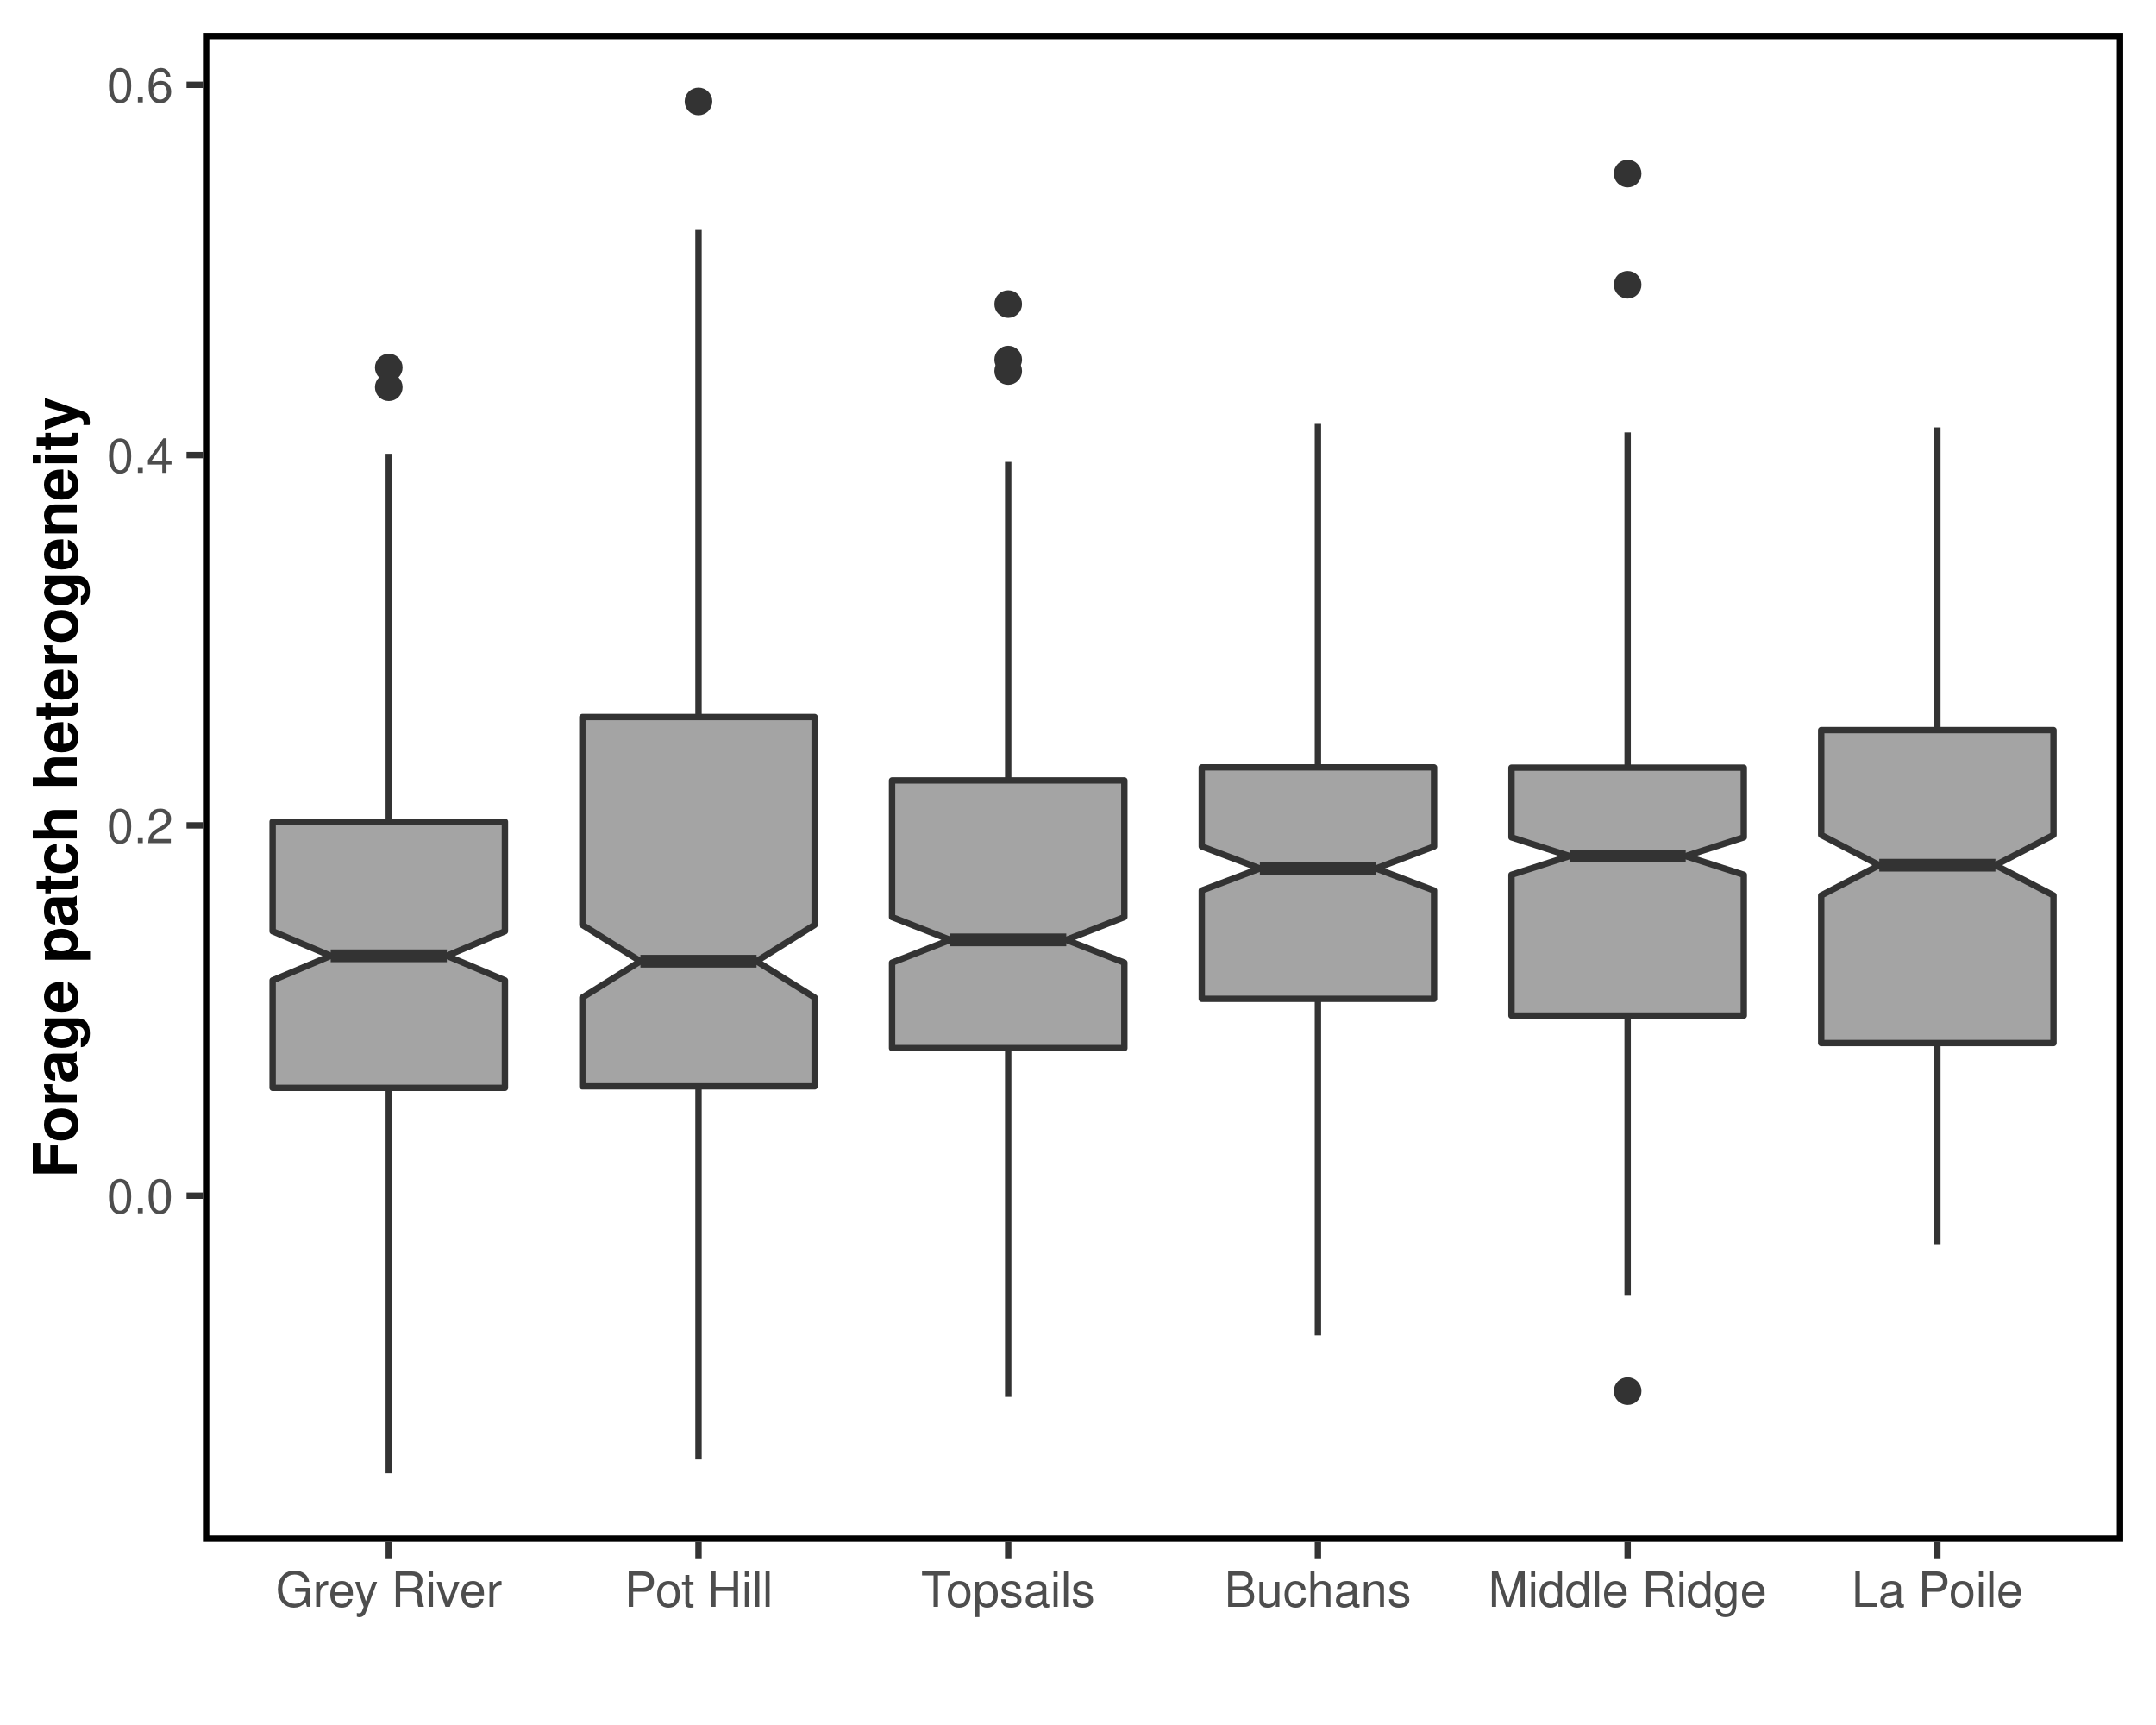 Forage patch heterogeneity
0.6
0.4
0.2
0.0
Grey River Pot Hill Topsails Buchans Middle Ridge La Poile